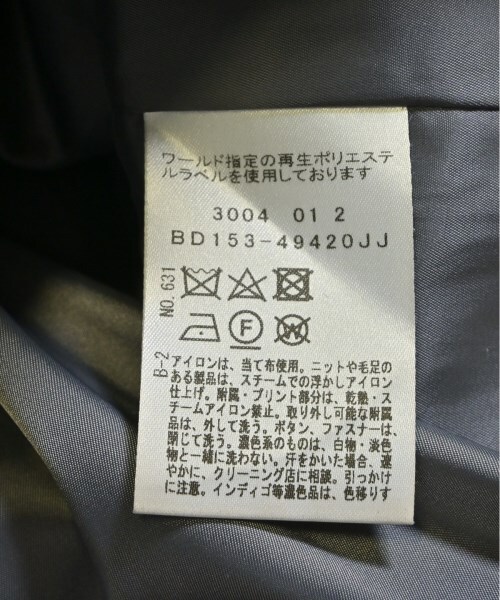 ワールド指定の再生ポリエステ
ルラベルを使用しております
3004 01 2
BD153-49420JJ
NO.631
F
W
B-2
アイロンは、当て布使用。ニットや毛足の
ある製品は、スチームでの浮かしアイロン
仕上げ。附属・プリント部分は、乾熱・ス
チームアイロン禁止。取り外し可能な附属
品は、外して洗う。ボタン、ファスナーは、
閉じて洗う。濃色系のものは、白物・淡色
物と一緒に洗わない。汗をかいた場合、速
やかに、クリーニング店に相談。引っかけ
に注意。インディゴ等濃色品は、色移りす